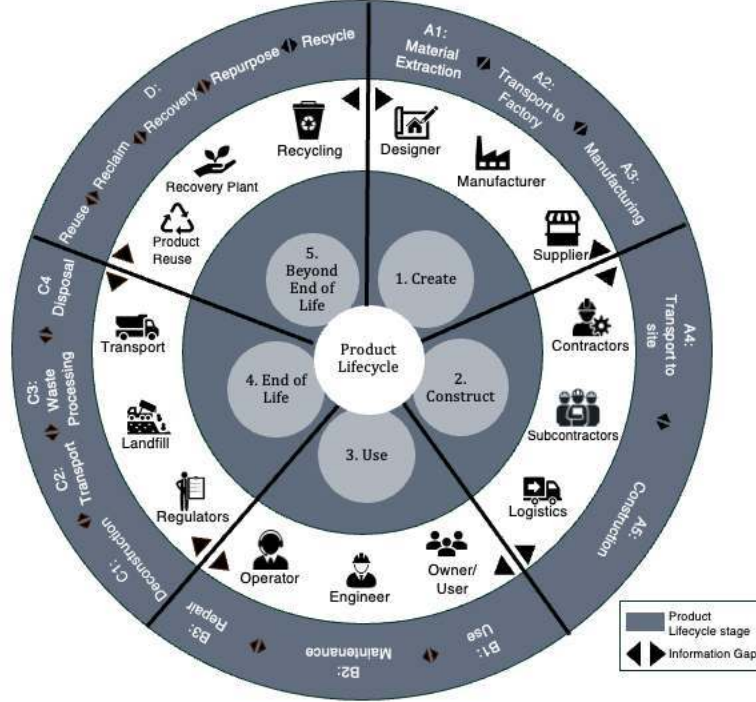 A1:
Material
Extraction
A2:
Transport to
Factory
A3:
Manufacturing
A4:
Transport to
site
A5:
Construction
B1:
Use
B2:
Maintenance
B3:
Repair
C1:
Deconstruction
C2:
Transport
C3:
Waste
Processing
C4
Disposal
D:
Reuse
Reclaim
Recovery
Repurpose
Recycle
Designer
Manufacturer
Supplier
Contractors
Subcontractors
Logistics
Owner/
User
Engineer
Operator
Regulators
Landfill
Transport
Product
Reuse
Recovery Plant
Recycling
1. Create
2.
Construct
3. Use
4. End of
Life
5.
Beyond
End of
Life
Product
Lifecycle
Product
Lifecycle stage
Information Gap